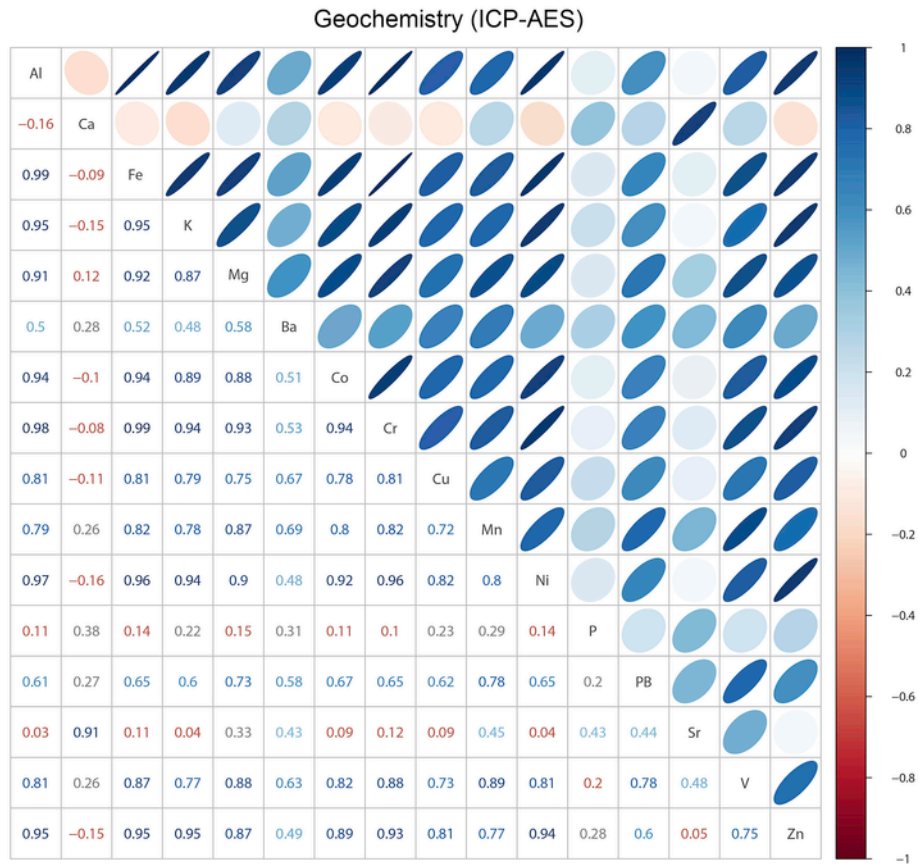 Geochemistry (ICP-AES)
Al
−0.16 Ca
0.99 −0.09 Fe
0.95 −0.15 0.95 K
0.91 0.12 0.92 0.87 Mg
0.5 0.28 0.52 0.48 0.58 Ba
0.94 −0.1 0.94 0.89 0.88 0.51 Co
0.98 −0.08 0.99 0.94 0.93 0.53 0.94 Cr
0.81 −0.11 0.81 0.79 0.75 0.67 0.78 0.81 Cu
0.79 0.26 0.82 0.78 0.87 0.69 0.8 0.82 0.72 Mn
0.97 −0.16 0.96 0.94 0.9 0.48 0.92 0.96 0.82 0.8 Ni
0.11 0.38 0.14 0.22 0.15 0.31 0.11 0.1 0.23 0.29 0.14 P
0.61 0.27 0.65 0.6 0.73 0.58 0.67 0.65 0.62 0.78 0.65 0.2 PB
0.03 0.91 0.11 0.04 0.33 0.43 0.09 0.12 0.09 0.45 0.04 0.43 0.44 Sr
0.81 0.26 0.87 0.77 0.88 0.63 0.82 0.88 0.73 0.89 0.81 0.2 0.78 0.48 V
0.95 −0.15 0.95 0.95 0.87 0.49 0.89 0.93 0.81 0.77 0.94 0.28 0.6 0.05 0.75 Zn
1
0.8
0.6
0.4
0.2
0
−0.2
−0.4
−0.6
−0.8
−1